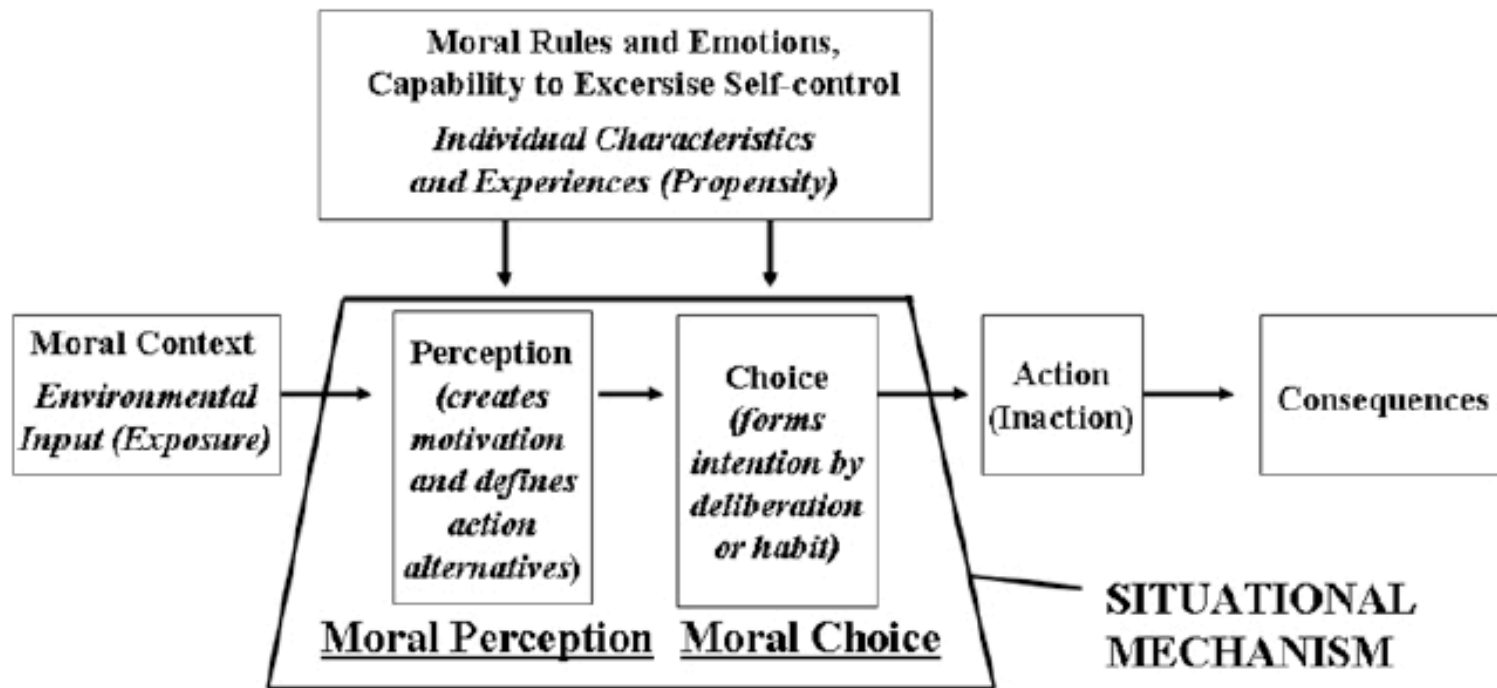 Moral Rules and Emotions,
Capability to Excersise Self-control
Individual Characteristics
and Experiences (Propensity)
Moral Context
Environmental
Input (Exposure)
Perception
(creates
motivation
and defines
action
alternatives)
Choice
(forms
intention by
deliberation
or habit)
Action
(Inaction)
Consequences
Moral Perception
Moral Choice
SITUATIONAL
MECHANISM